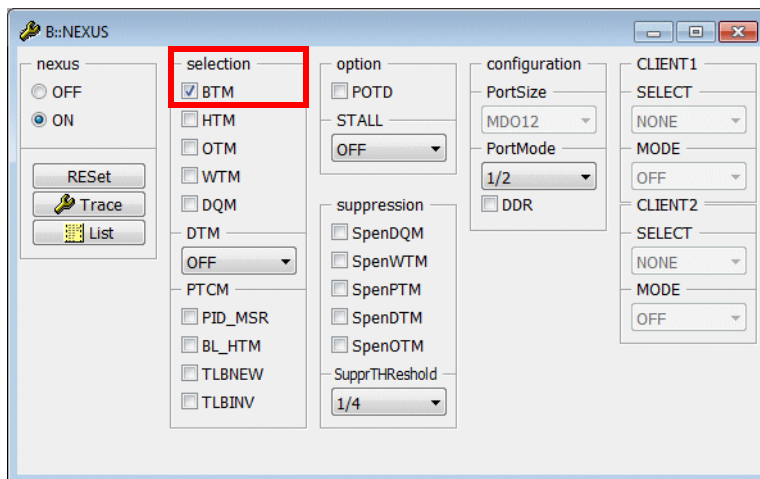 B::NEXUS
nexus
OFF
ON
RESet
Trace
List
selection
BTM
HTM
OTM
WTM
DQM
DTM
OFF
PTCM
PID_MSR
BL_HTM
TLBNEW
TLBINV
option
POTD
STALL
OFF
suppression
SpenDQM
SpenWTM
SpenPTM
SpenDTM
SpenOTM
SupprTHReshold
1/4
configuration
PortSize
MDO12
PortMode
1/2
DDR
CLIENT1
SELECT
NONE
MODE
OFF
CLIENT2
SELECT
NONE
MODE
OFF